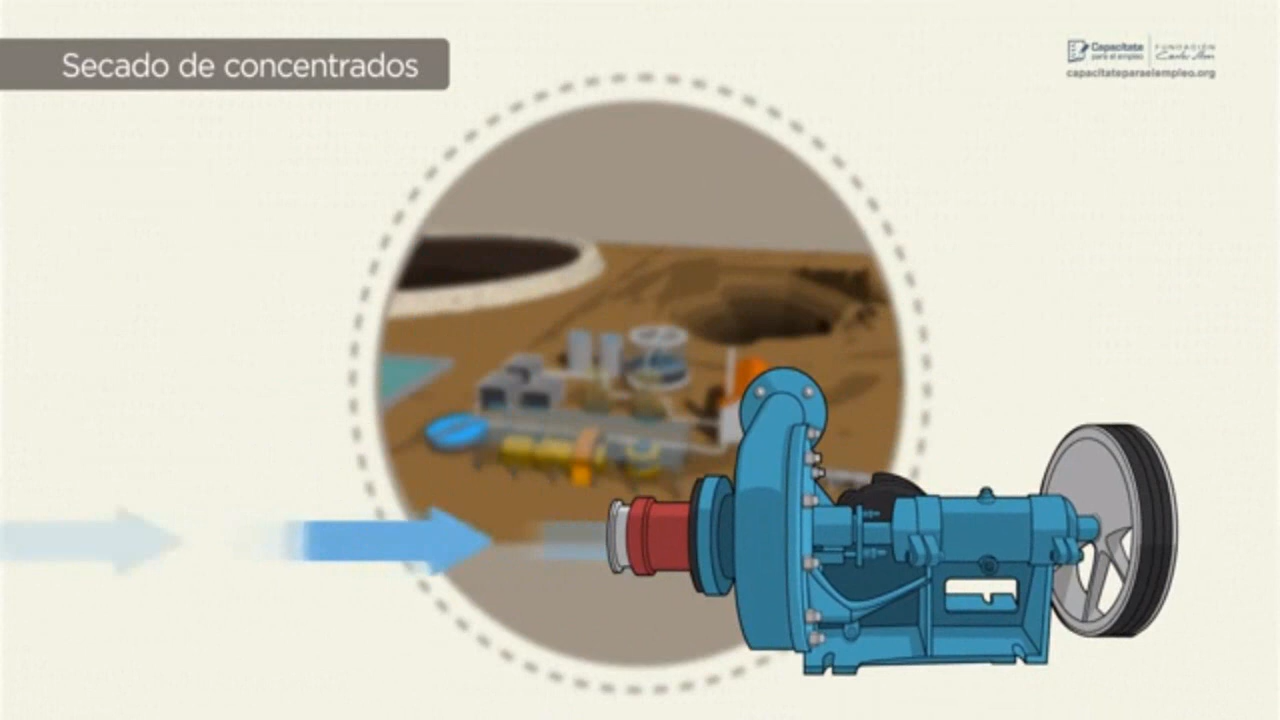 Secado de concentrados
Capacítate
para el empleo
FUNDACIÓN
Carlos Slim
capacitateparaelempleo.org